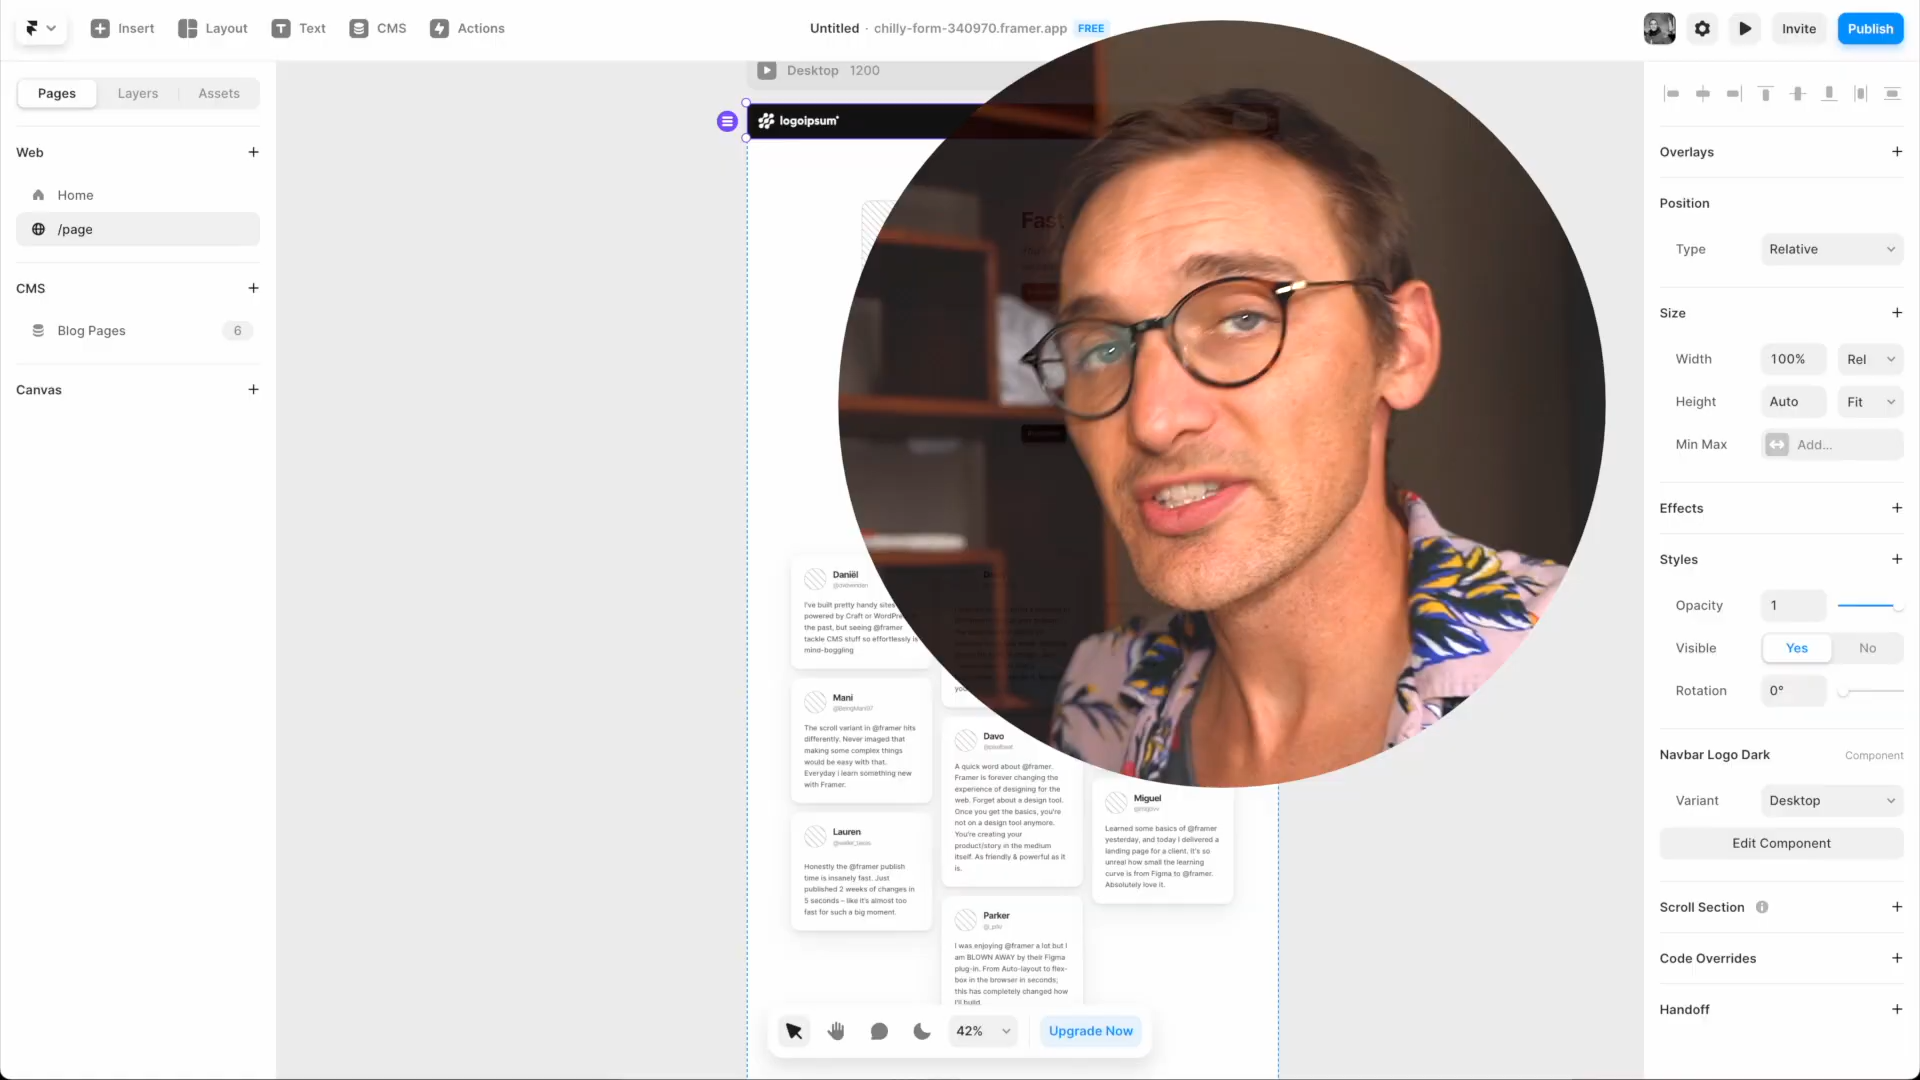 Insert
Layout
Text
CMS
Actions
Untitled · chilly-form-340970.framer.app FREE
Invite
Publish
Pages
Layers
Assets
Web
Home
/page
CMS
Blog Pages
6
Canvas
Desktop 1200
logoipsum
Fast
Daniël
I've built pretty handy sites
powered by Craft or WordPre
the past, but seeing @framer
tackle CMS stuff so effortlessly is
mind-boggling
Mani
@BeingMani97
The scroll variant in @framer hits
differently. Never imaged that
making some complex things
would be easy with that.
Everyday i learn something new
with Framer.
Lauren
Honestly the @framer publish
time is insanely fast. Just
published 2 weeks of changes in
5 seconds – like it's almost too
fast for such a big moment.
Davo
A quick word about @framer.
Framer is forever changing the
experience of designing for the
web. Forget about a design tool.
Once you get the basics, you're
not on a design tool anymore.
You're creating your
product/story in the medium
itself. As friendly & powerful as it
is.
Parker
I was enjoying @framer a lot but I
am BLOWN AWAY by their Figma
plug-in. From Auto-layout to flex-
box in the browser in seconds;
this has completely changed how
I'll build.
Miguel
Learned some basics of @framer
yesterday, and today I delivered a
landing page for a client. It's so
unreal how small the learning
curve is from Figma to @framer.
Absolutely love it.
42%
Upgrade Now
Overlays
Position
Type Relative
Size
Width 100% Rel
Height Auto Fit
Min Max Add...
Effects
Styles
Opacity 1
Visible Yes No
Rotation 0°
Navbar Logo Dark Component
Variant Desktop
Edit Component
Scroll Section
Code Overrides
Handoff